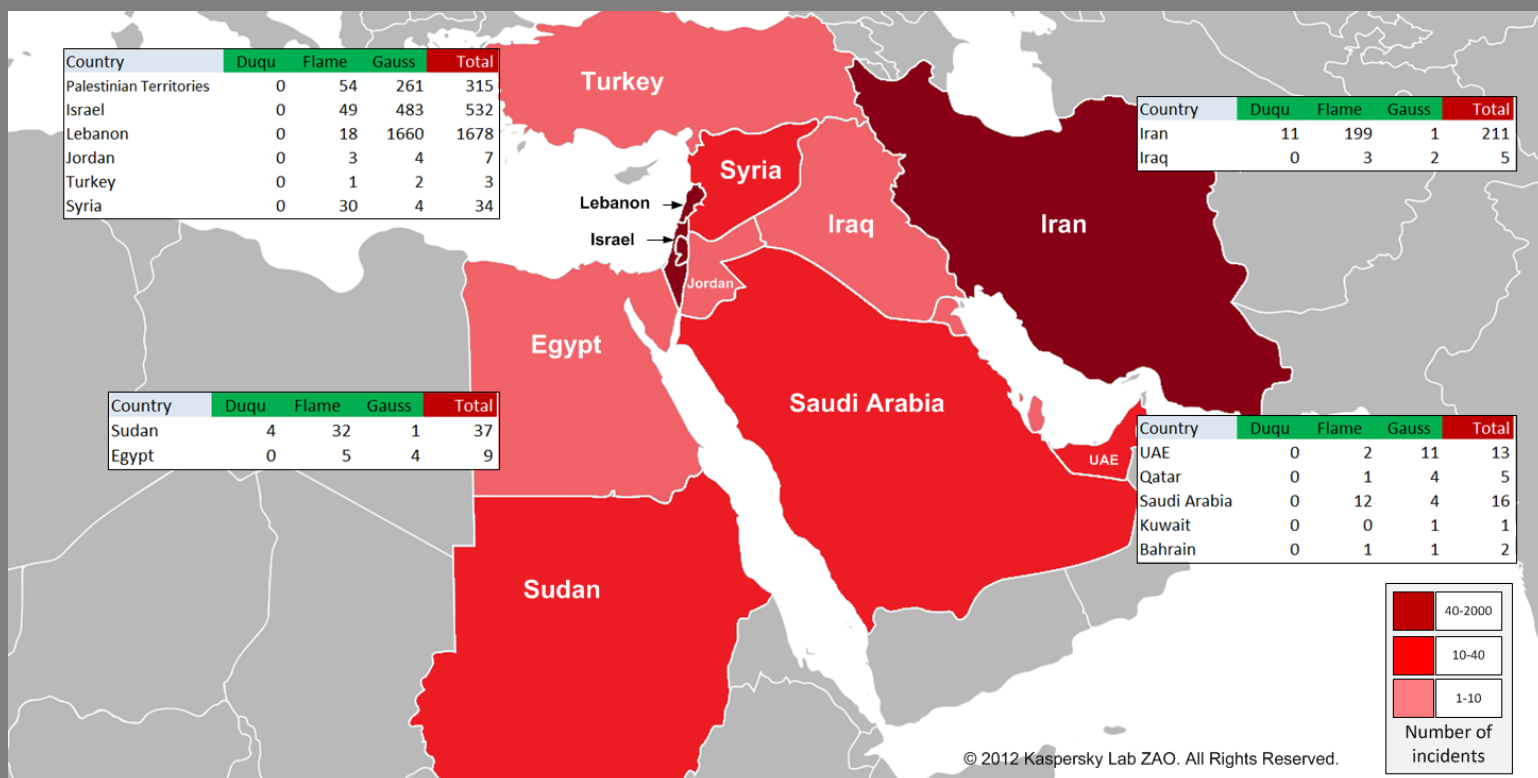 Country Duqu Flame Gauss Total
Palestinian Territories 0 54 261 315
Israel 0 49 483 532
Lebanon 0 18 1660 1678
Jordan 0 3 4 7
Turkey 0 1 2 3
Syria 0 30 4 34
Turkey
Country Duqu Flame Gauss Total
Iran 11 199 1 211
Iraq 0 3 2 5
Syria
Lebanon
Israel
Iraq
Iran
Jordan
Egypt
Saudi Arabia
UAE
Country Duqu Flame Gauss Total
Sudan 4 32 1 37
Egypt 0 5 4 9
Country Duqu Flame Gauss Total
UAE 0 2 11 13
Qatar 0 1 4 5
Saudi Arabia 0 12 4 16
Kuwait 0 0 1 1
Bahrain 0 1 1 2
Sudan
40-2000
10-40
1-10
Number of
incidents
© 2012 Kaspersky Lab ZAO. All Rights Reserved.